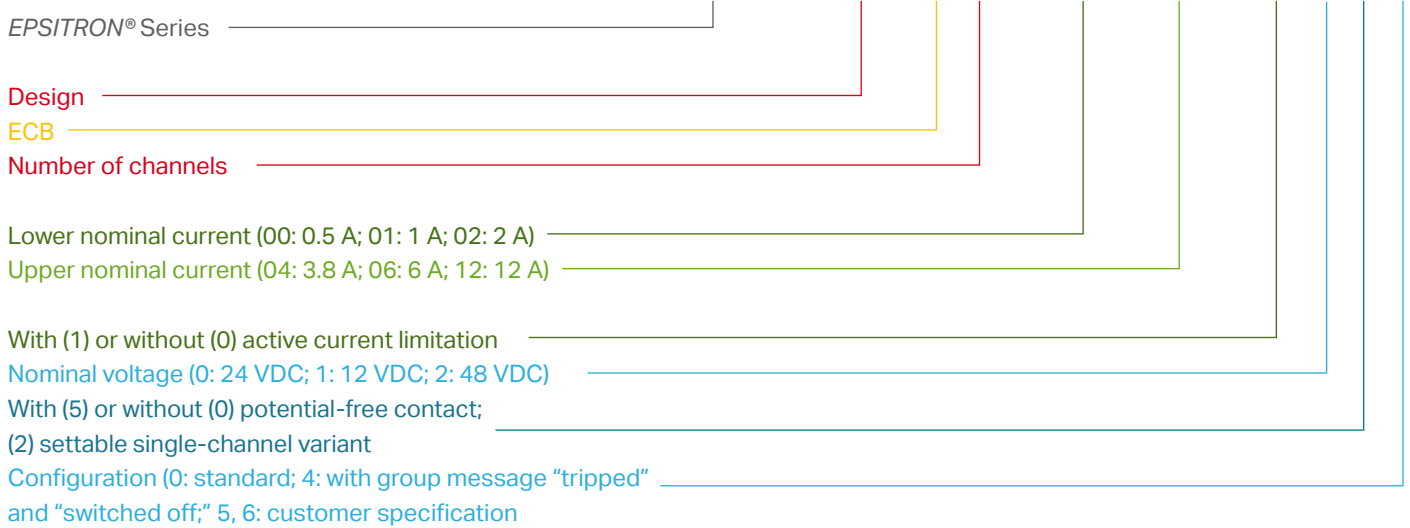 EPSITRON® Series
Design
ECB
Number of channels
Lower nominal current (00: 0.5 A; 01: 1 A; 02: 2 A)
Upper nominal current (04: 3.8 A; 06: 6 A; 12: 12 A)
With (1) or without (0) active current limitation
Nominal voltage (0: 24 VDC; 1: 12 VDC; 2: 48 VDC)
With (5) or without (0) potential-free contact;
(2) settable single-channel variant
Configuration (0: standard; 4: with group message “tripped”
and “switched off;” 5, 6: customer specification